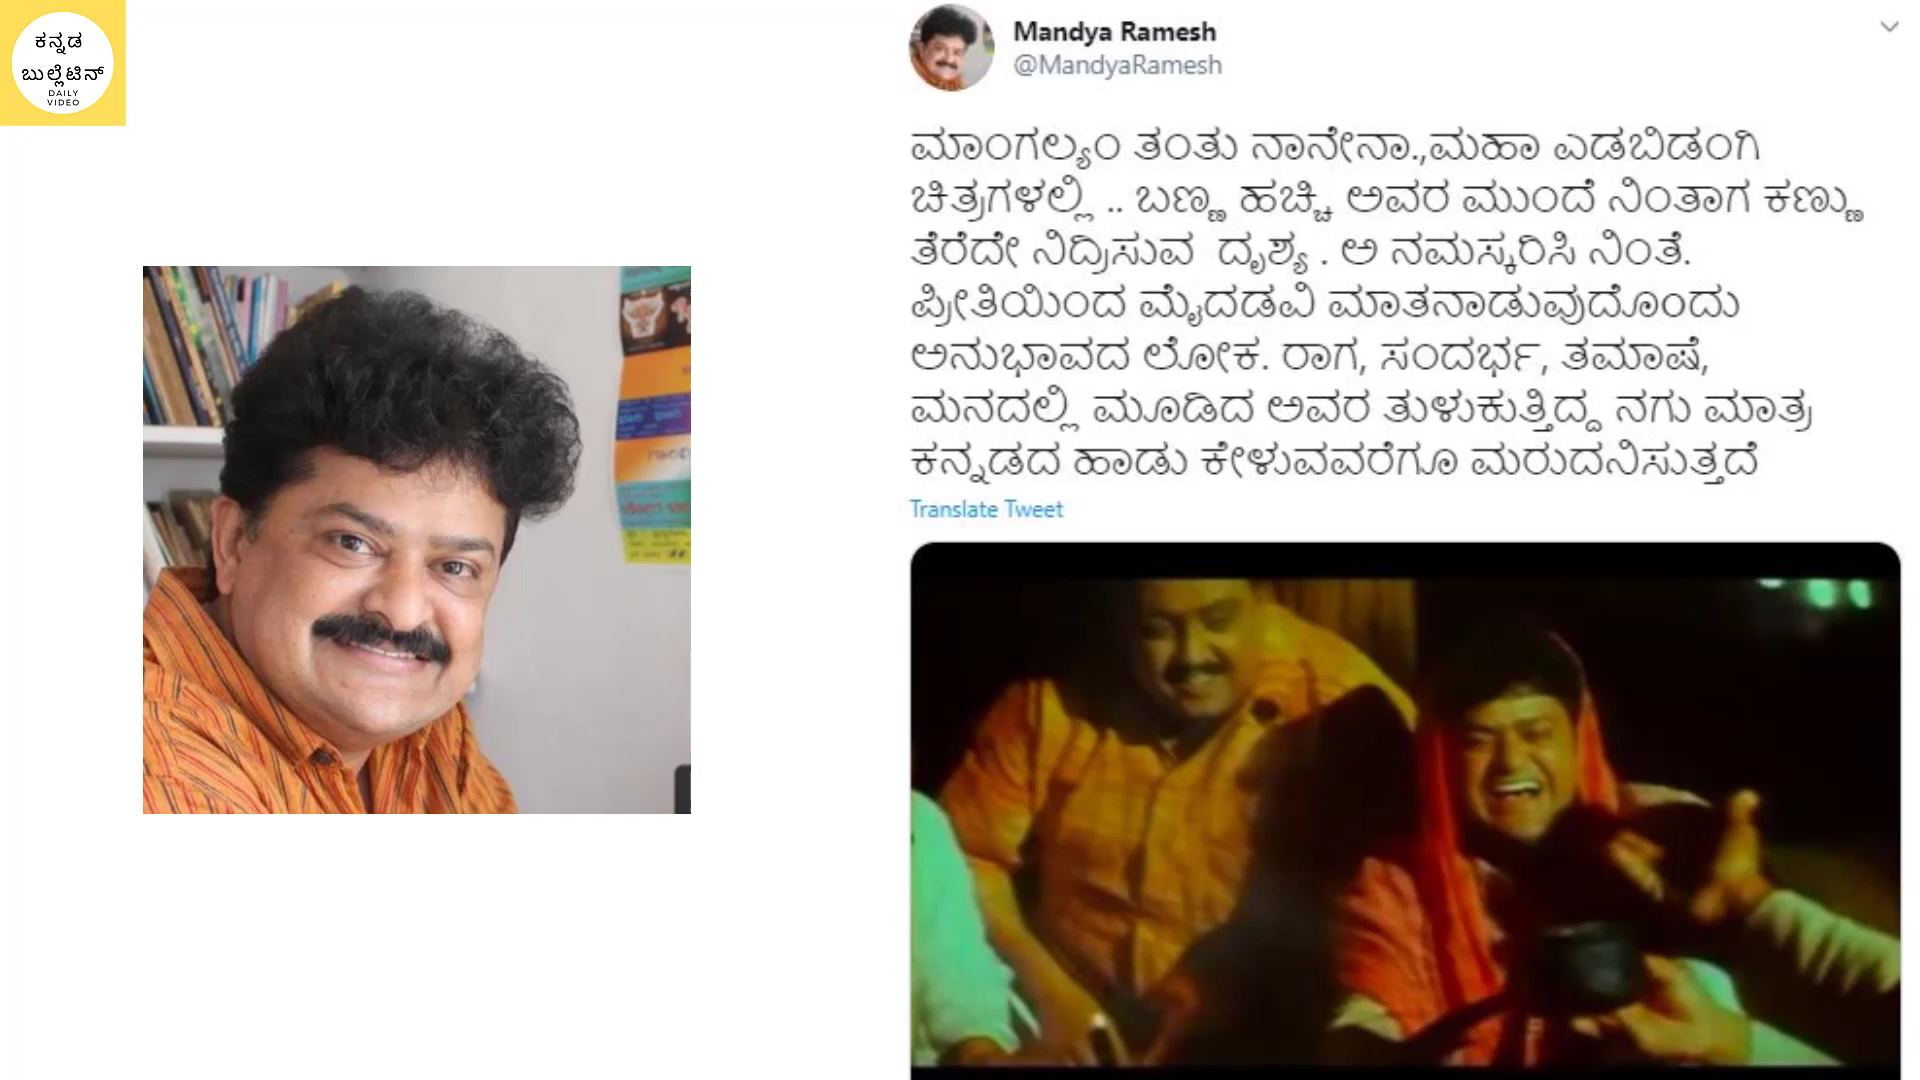 ಕನ್ನಡ
ಬುಲ್ಲೆಟಿನ್
DAILY
VIDEO
Mandya Ramesh
@MandyaRamesh
ಮಾಂಗಲ್ಯಂ ತಂತು ನಾನೇನಾ.,ಮಹಾ ಎಡಬಿಡಂಗಿ
ಚಿತ್ರಗಳಲ್ಲಿ .. ಬಣ್ಣ ಹಚ್ಚಿ ಅವರ ಮುಂದೆ ನಿಂತಾಗ ಕಣ್ಣು
ತೆರೆದೇ ನಿದ್ರಿಸುವ ದೃಶ್ಯ . ಅ ನಮಸ್ಕರಿಸಿ ನಿಂತೆ.
ಪ್ರೀತಿಯಿಂದ ಮೈದಡವಿ ಮಾತನಾಡುವುದೊಂದು
ಅನುಭಾವದ ಲೋಕ. ರಾಗ, ಸಂದರ್ಭ, ತಮಾಷೆ,
ಮನದಲ್ಲಿ ಮೂಡಿದ ಅವರ ತುಳುಕುತ್ತಿದ್ದ ನಗು ಮಾತ್ರ
ಕನ್ನಡದ ಹಾಡು ಕೇಳುವವರೆಗೂ ಮರುದನಿಸುತ್ತದೆ
Translate Tweet